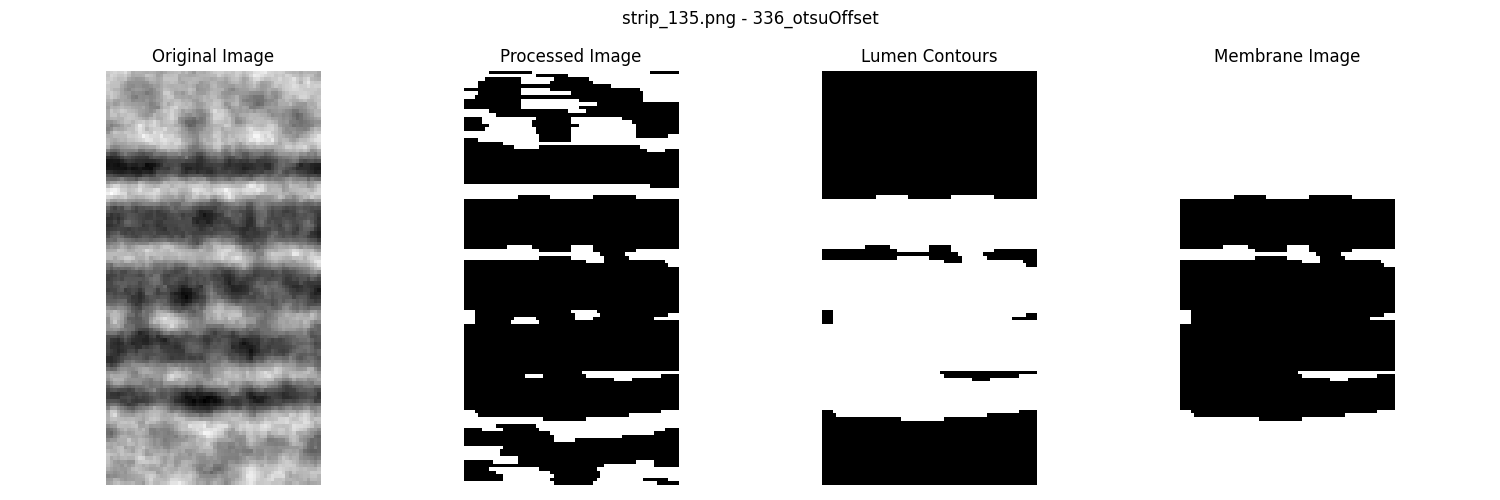 strip_135.png - 336_otsuOffset
Original Image
Processed Image
Lumen Contours
Membrane Image